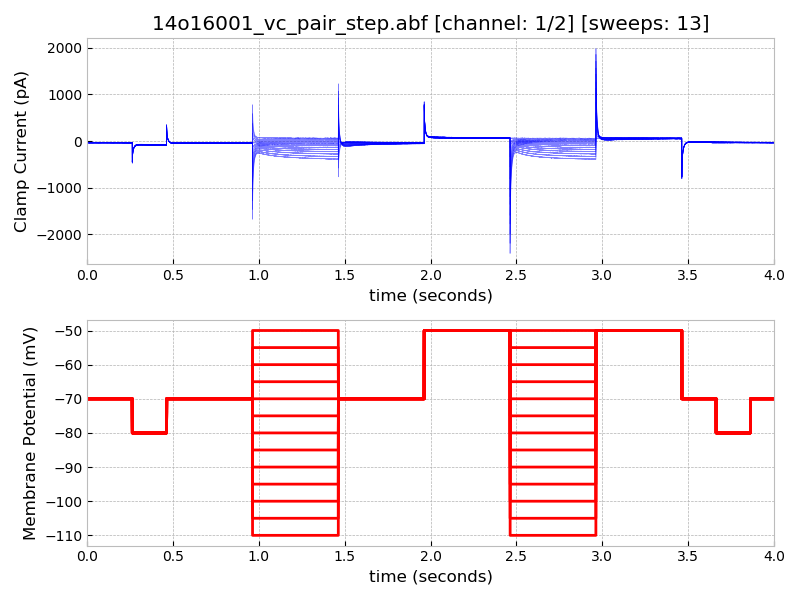 14o16001_vc_pair_step.abf [channel: 1/2] [sweeps: 13]
Clamp Current (pA)
2000
1000
0
−1000
−2000
0.0 0.5 1.0 1.5 2.0 2.5 3.0 3.5 4.0
time (seconds)
Membrane Potential (mV)
−50
−60
−70
−80
−90
−100
−110
0.0 0.5 1.0 1.5 2.0 2.5 3.0 3.5 4.0
time (seconds)